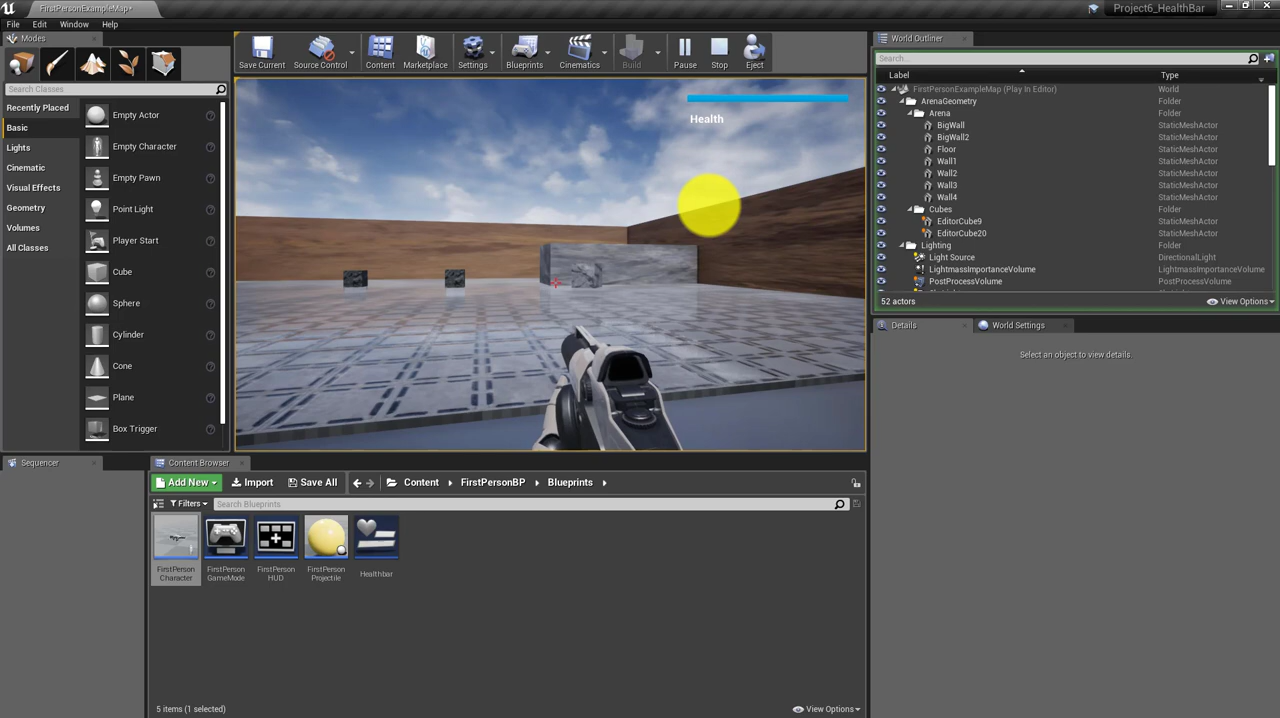 FirstPersonExampleMap*
Project6_HealthBar
File Edit Window Help
Modes
Search Classes
Recently Placed
Basic
Lights
Cinematic
Visual Effects
Geometry
Volumes
All Classes
Empty Actor
Empty Character
Empty Pawn
Point Light
Player Start
Cube
Sphere
Cylinder
Cone
Plane
Box Trigger
Save Current Source Control Content Marketplace Settings Blueprints Cinematics Build Pause Stop Eject
Health
World Outliner
Search...
Label Type
FirstPersonExampleMap (Play In Editor) World
ArenaGeometry Folder
Arena Folder
BigWall StaticMeshActor
BigWall2 StaticMeshActor
Floor StaticMeshActor
Wall1 StaticMeshActor
Wall2 StaticMeshActor
Wall3 StaticMeshActor
Wall4 StaticMeshActor
Cubes Folder
EditorCube9 StaticMeshActor
EditorCube20 StaticMeshActor
Lighting Folder
Light Source DirectionalLight
LightmassImportanceVolume LightmassImportanceVolume
PostProcessVolume PostProcessVolume
52 actors View Options
Details World Settings
Select an object to view details.
Sequencer
Content Browser
Add New Import Save All Content FirstPersonBP Blueprints
Filters Search Blueprints
FirstPerson
Character
FirstPerson
GameMode
FirstPerson
HUD
FirstPerson
Projectile
Healthbar
5 items (1 selected) View Options